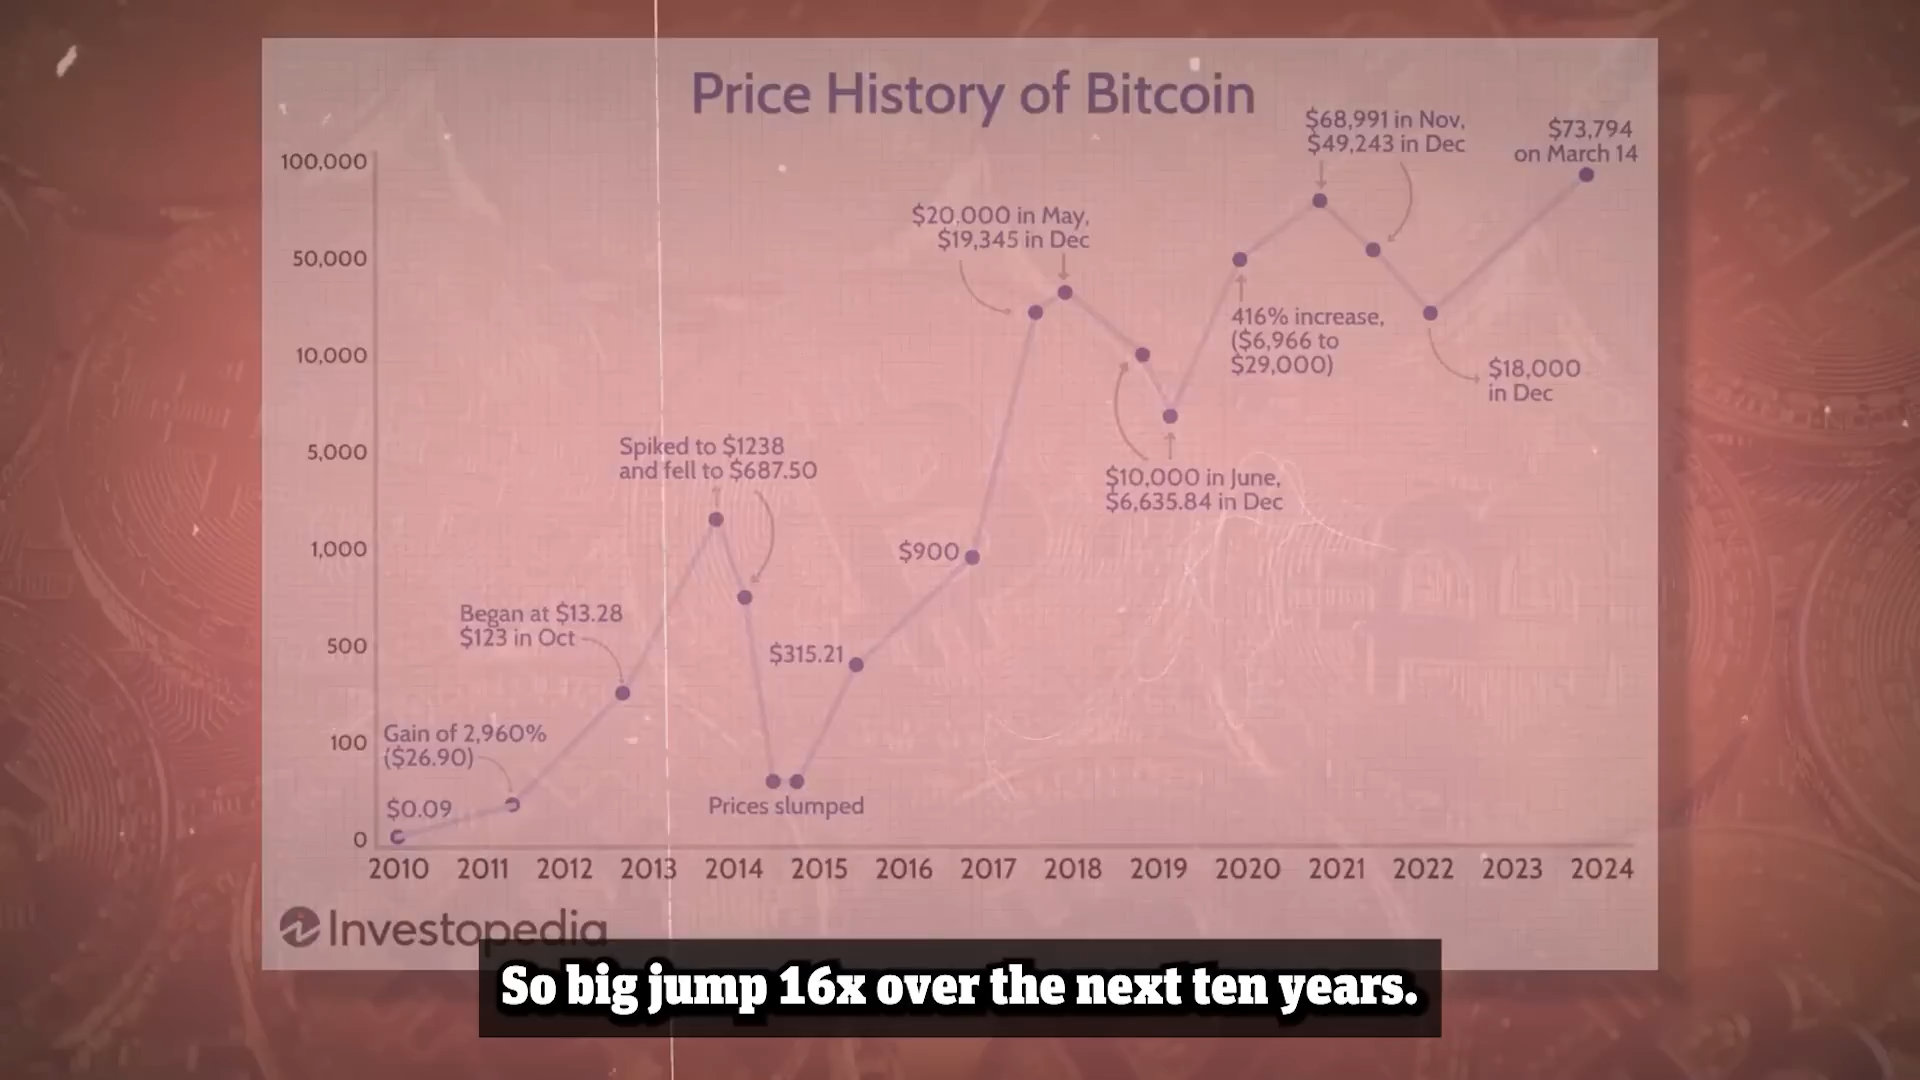 Price History of Bitcoin
$68,991 in Nov,
$49,243 in Dec
$73,794
on March 14
100,000
$20.000 in May,
$19,345 in Dec
50,000
416% increase,
($6,966 to
$29,000)
10,000
$18,000
in Dec
Spiked to $1238
and fell to $687.50
5,000
$10,000 in June,
$6,635.84 in Dec
1,000
$900
Began at $13.28
$123 in Oct
500
$315.21
Gain of 2,960%
($26.90)
100
$0.09
Prices slumped
0
2010 2011 2012 2013 2014 2015 2016 2017 2018 2019 2020 2021 2022 2023 2024
Investopedia
So big jump 16x over the next ten years.